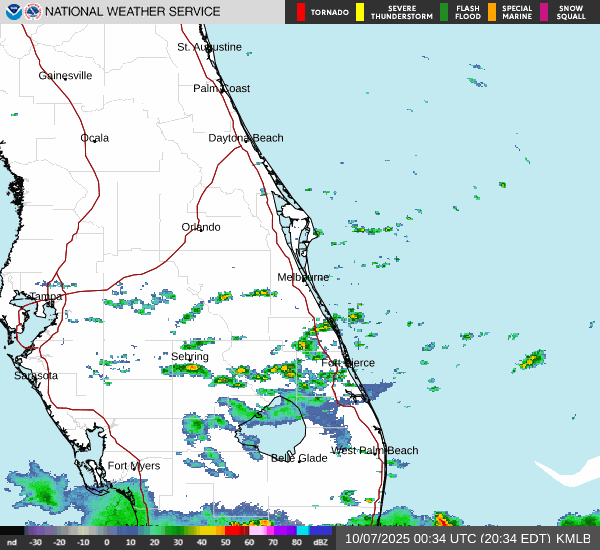 NATIONAL WEATHER SERVICE
TORNADO
SEVERE THUNDERSTORM
FLASH FLOOD
SPECIAL MARINE
SNOW SQUALL
St. Augustine
Gainesville
Palm Coast
Ocala
Daytona Beach
Orlando
Melbourne
Tampa
Sebring
Fort Pierce
Sarasota
West Palm Beach
Belle Glade
Fort Myers
nd -30 -20 -10 0 10 20 30 40 50 60 70 80 dBZ
10/07/2025 00:34 UTC (20:34 EDT) KMLB